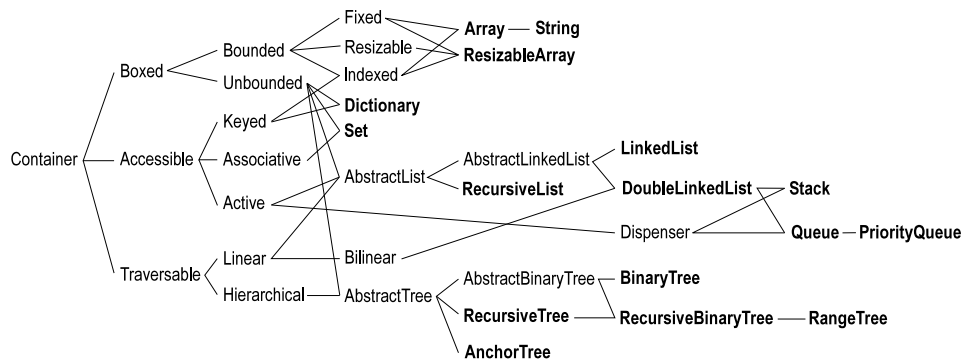 Fixed
Array
String
Bounded
Resizable
ResizableArray
Boxed
Indexed
Unbounded
Dictionary
Keyed
Set
LinkedList
Container
Accessible
Associative
AbstractLinkedList
AbstractList
RecursiveList
DoubleLinkedList
Stack
Active
Dispenser
Queue
PriorityQueue
Linear
Bilinear
Traversable
AbstractBinaryTree
BinaryTree
Hierarchical
AbstractTree
RecursiveTree
RecursiveBinaryTree
RangeTree
AnchorTree